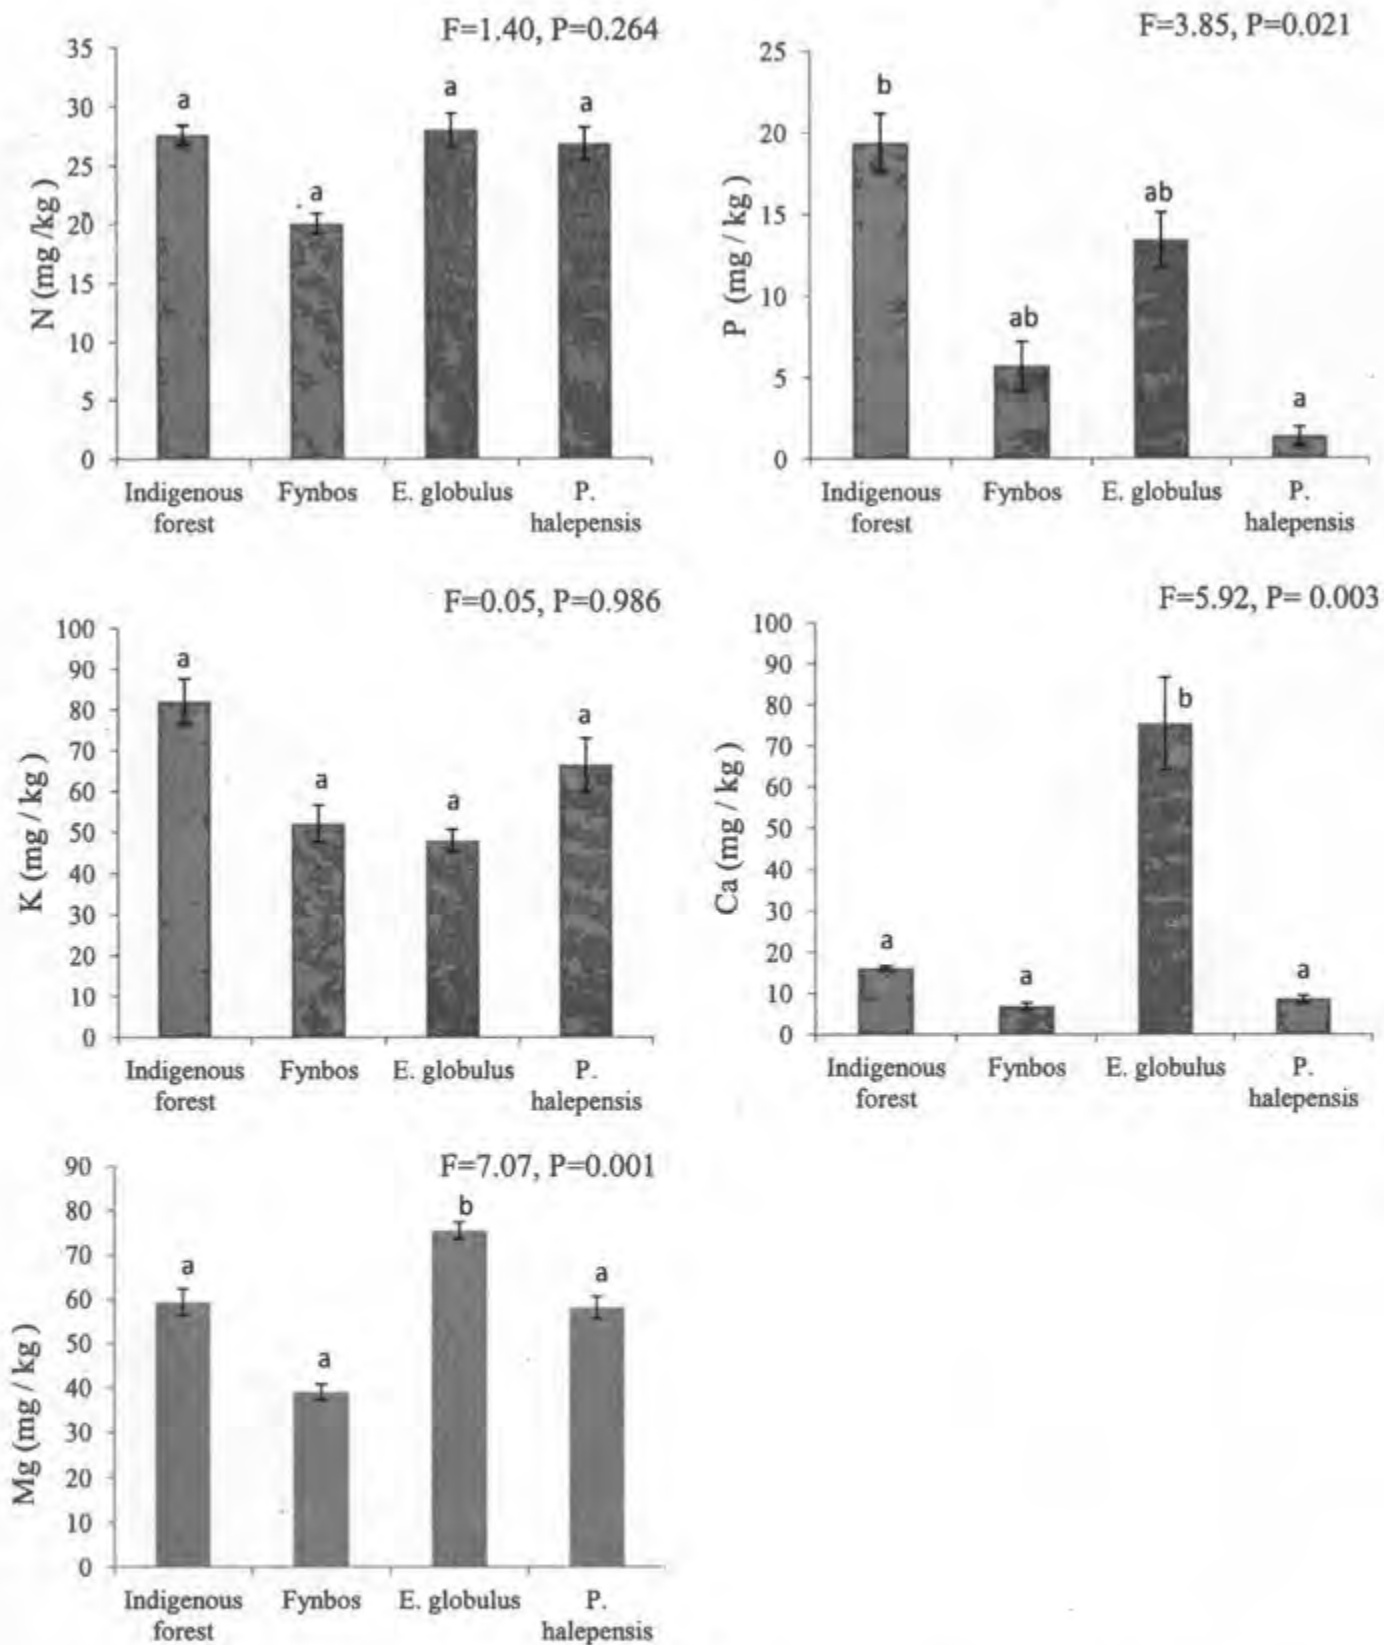 F=1.40, P=0.264
35
30
25
20
15
10
5
0
N (mg /kg )
a
a
a
a
Indigenous forest
Fynbos
E. globulus
P. halepensis
F=3.85, P=0.021
25
20
15
10
5
0
P (mg / kg )
b
ab
ab
a
Indigenous forest
Fynbos
E. globulus
P. halepensis
F=0.05, P=0.986
100
90
80
70
60
50
40
30
20
10
0
K (mg / kg )
a
a
a
a
Indigenous forest
Fynbos
E. globulus
P. halepensis
F=5.92, P= 0.003
100
90
80
70
60
50
40
30
20
10
0
Ca (mg / kg)
a
a
b
a
Indigenous forest
Fynbos
E. globulus
P. halepensis
F=7.07, P=0.001
90
80
70
60
50
40
30
20
10
0
Mg (mg / kg )
a
a
b
a
Indigenous forest
Fynbos
E. globulus
P. halepensis